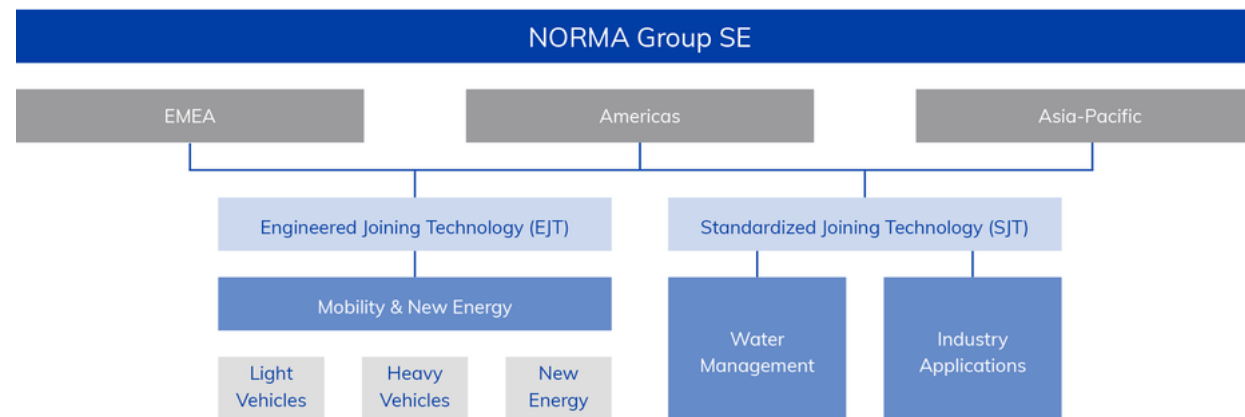 NORMA Group SE
EMEA
Americas
Asia-Pacific
Engineered Joining Technology (EJT)
Standardized Joining Technology (SJT)
Mobility & New Energy
Water
Management
Industry
Applications
Light
Vehicles
Heavy
Vehicles
New
Energy